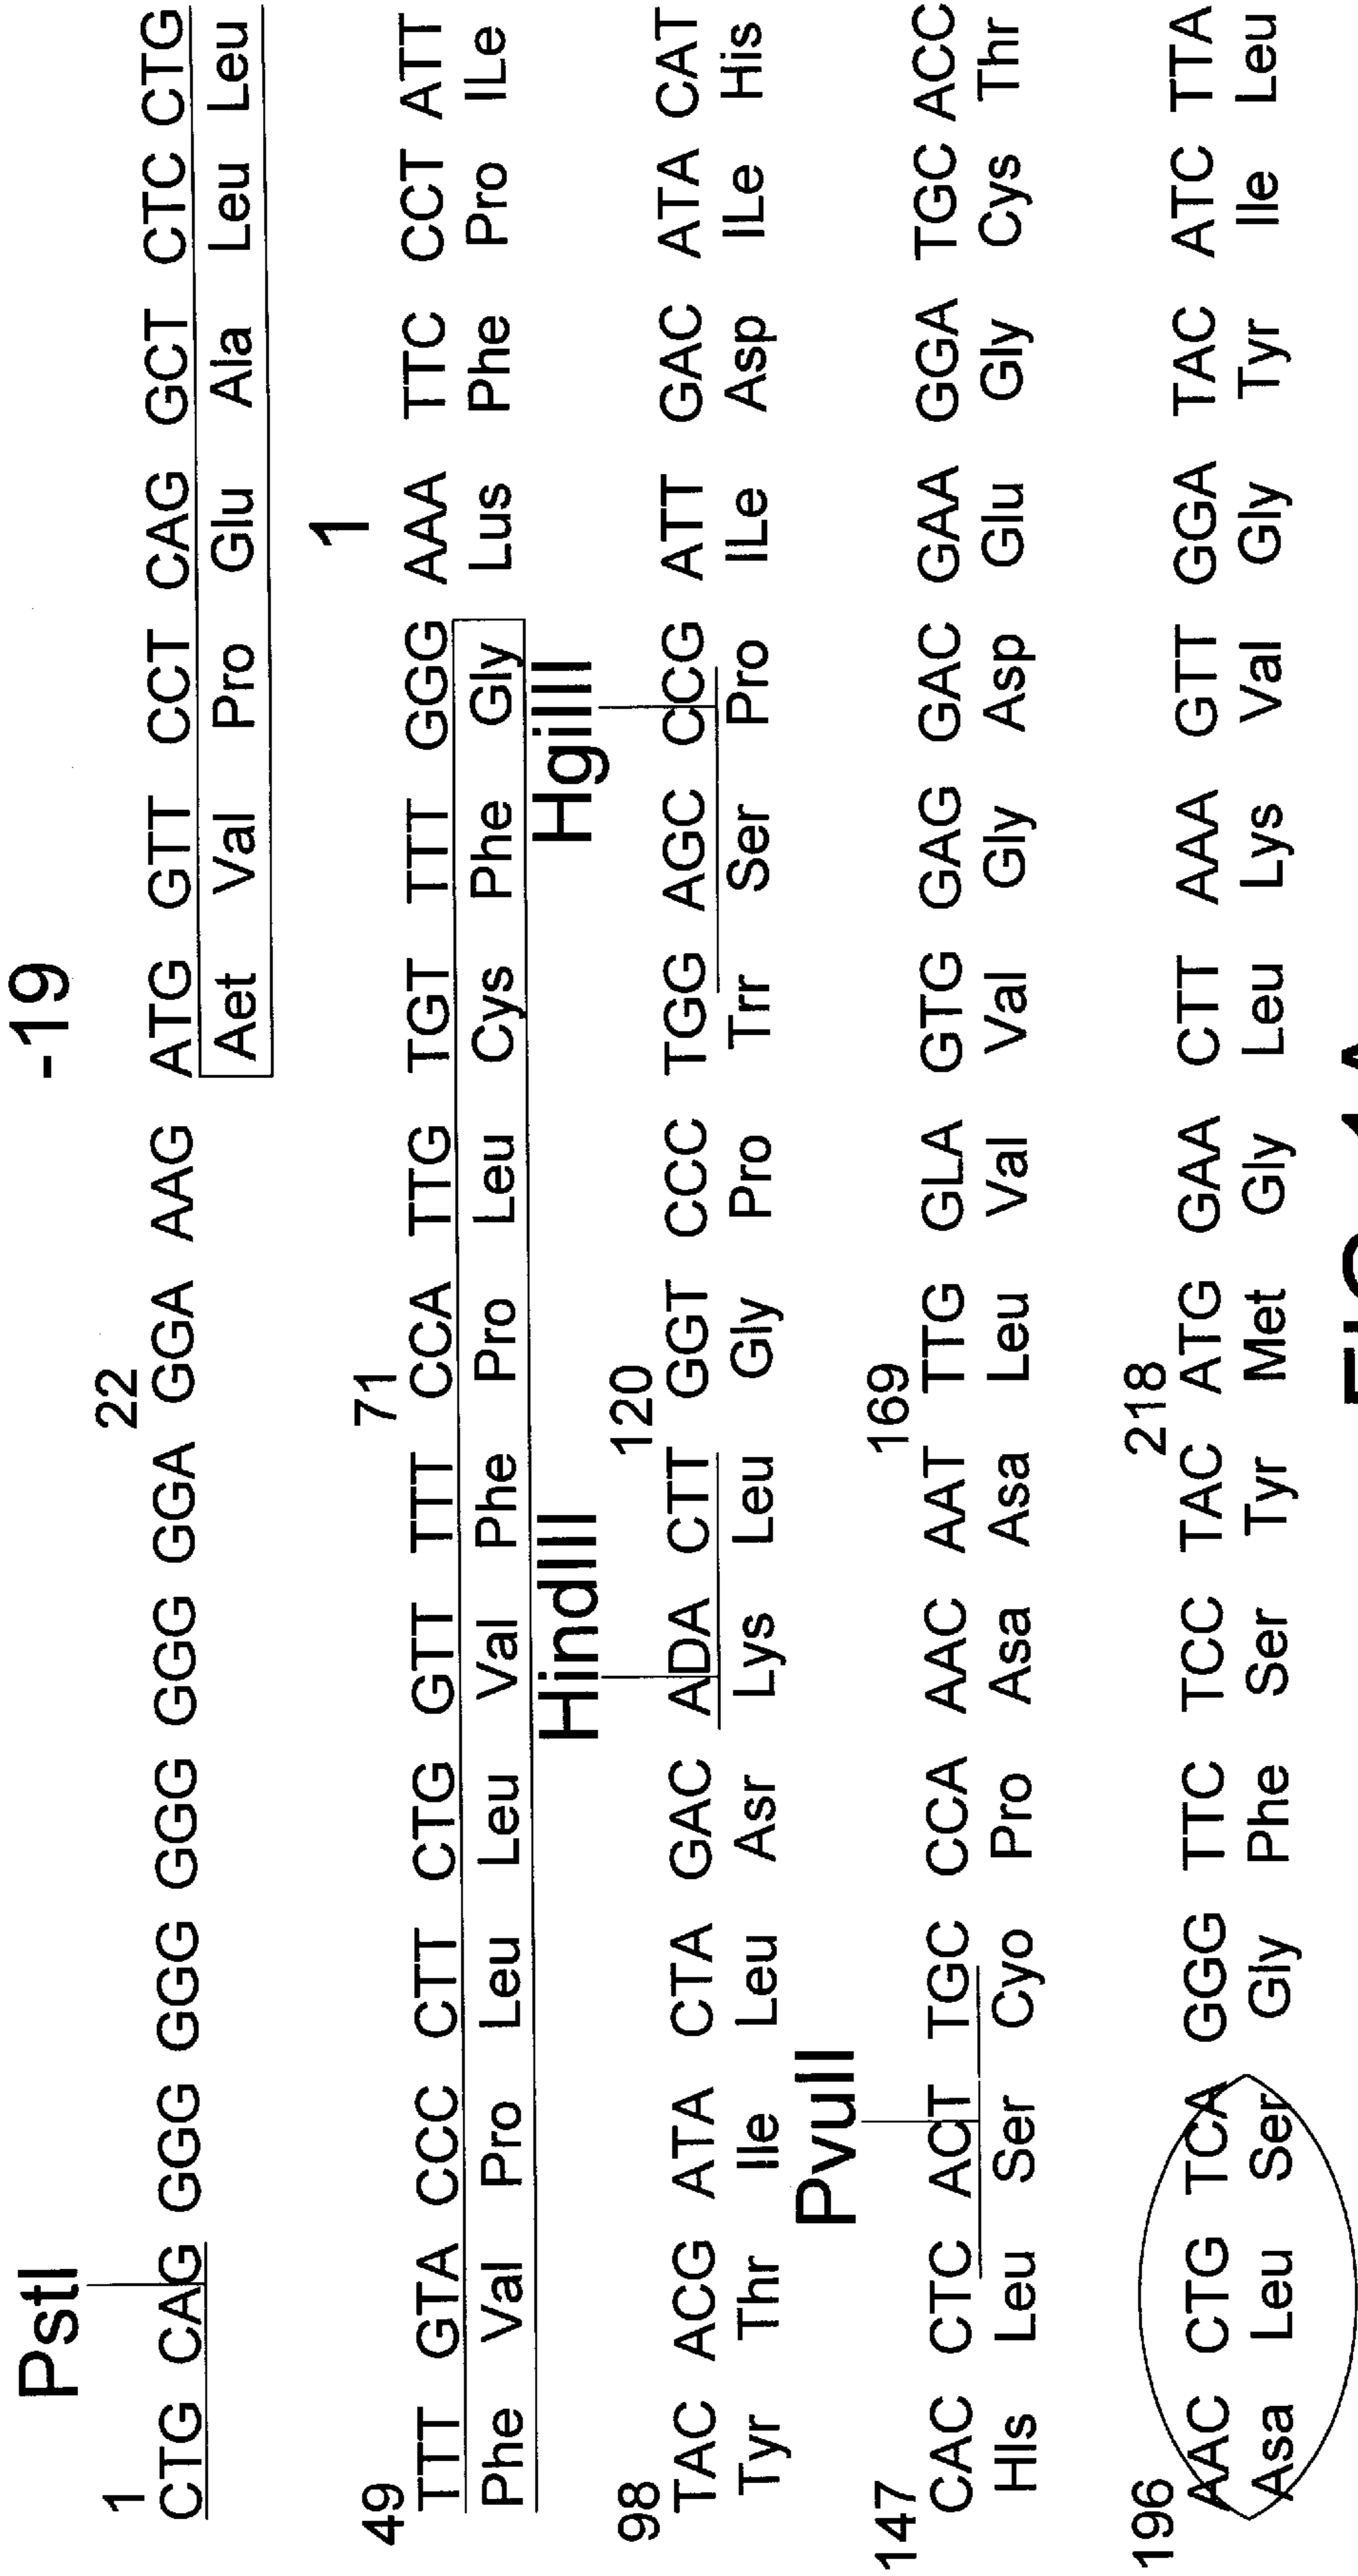 -19
PstI
1 22
CTG CAG GGG GGG GGG GGG GGA GGA AAG ATG GTT CCT CAG GCT CTC CTG
Aet Val Pro Glu Ala Leu Leu
1
49 71
TTT GTA CCC CTT CTG GTT TTT CCA TTG TGT TTT GGG AAA TTC CCT ATT
Phe Val Pro Leu Leu Val Phe Pro Leu Cys Phe Gly Lus Phe Pro ILe
HindIII HgiIII
98 120
TAC ACG ATA CTA GAC ADA CTT GGT CCC TGG AGC CCG ATT GAC ATA CAT
Tyr Thr Ile Leu Asr Lys Leu Gly Pro Trr Ser Pro ILe Asp ILe His
PvuII
147 169
CAC CTC ACT TGC CCA AAC AAT TTG GLA GTG GAG GAC GAA GGA TGC ACC
HIs Leu Ser Cyo Pro Asa Asa Leu Val Val Gly Asp Glu Gly Cys Thr
196 218
AAC CTG TCA GGG TTC TCC TAC ATG GAA CTT AAA GTT GGA TAC ATC TTA
Asa Leu Ser Gly Phe Ser Tyr Met Gly Leu Lys Val Gly Tyr Ile Leu